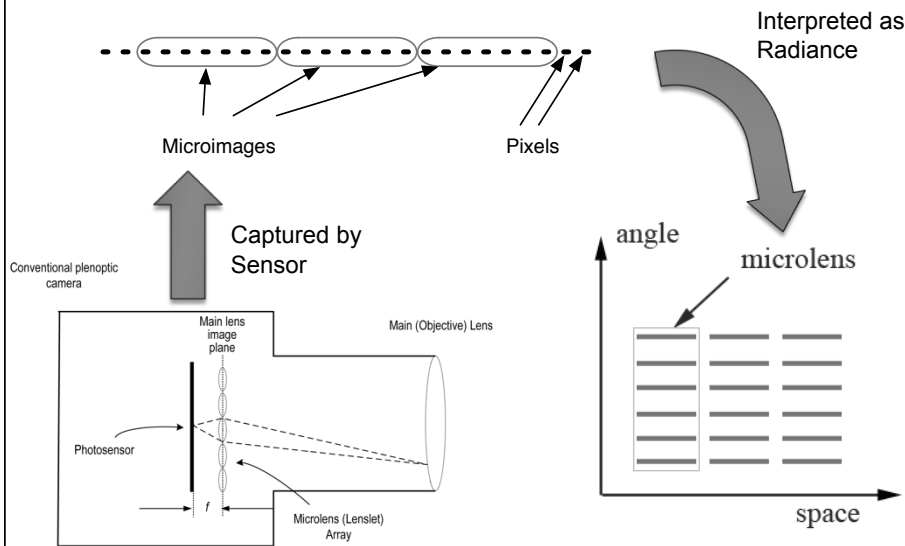 Interpreted as
Radiance
Microimages
Pixels
Captured by
Sensor
Conventional plenoptic
camera
Main lens
image
plane
Main (Objective) Lens
Photosensor
f
Microlens (Lenslet)
Array
angle
microlens
space